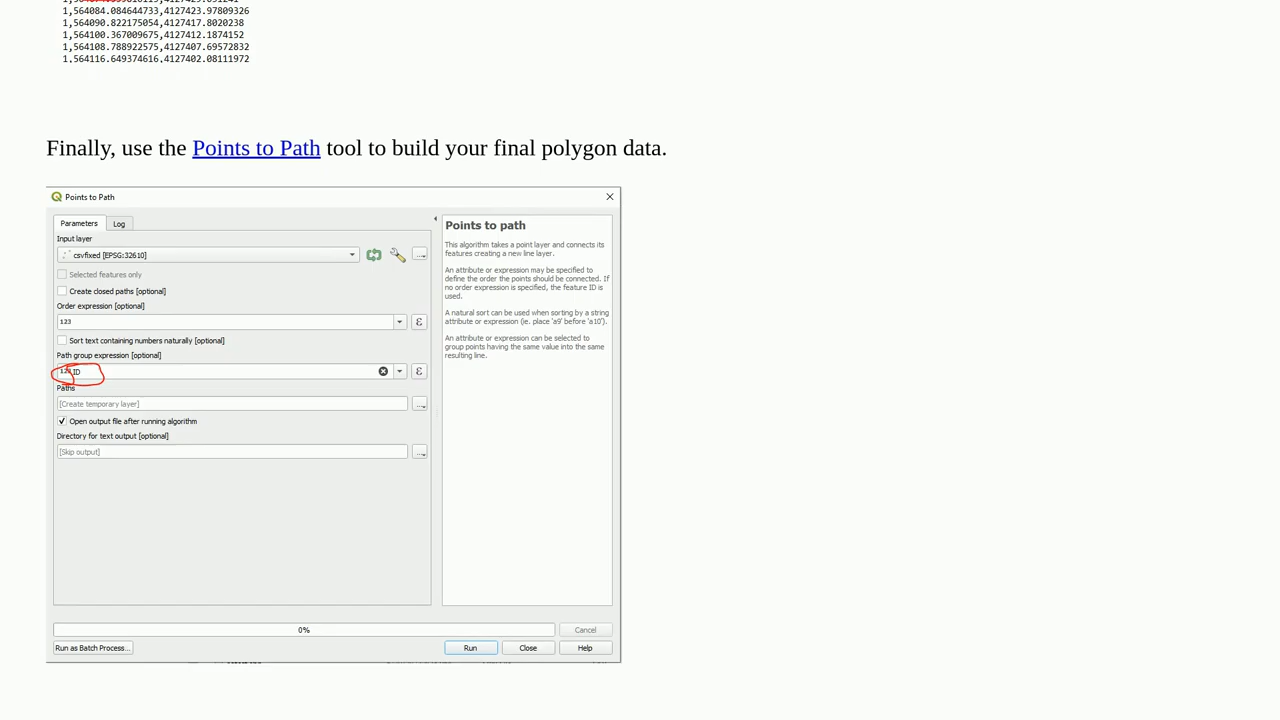 1,564084.084644733,4127423.97809326
1,564090.822175054,4127417.8020238
1,564100.367009675,4127412.1874152
1,564108.788922575,4127407.69572832
1,564116.649374616,4127402.08111972
Finally, use the Points to Path tool to build your final polygon data.
Points to Path
Parameters
Log
Input layer
csvfixed [EPSG:32610]
Selected features only
Create closed paths [optional]
Order expression [optional]
123
Sort text containing numbers naturally [optional]
Path group expression [optional]
123 ID
Paths
[Create temporary layer]
Open output file after running algorithm
Directory for text output [optional]
[Skip output]
Points to path
This algorithm takes a point layer and connects its
features creating a new line layer.
An attribute or expression may be specified to
define the order the points should be connected. If
no order expression is specified, the feature ID is
used.
A natural sort can be used when sorting by a string
attribute or expression (ie. place 'a9' before 'a10').
An attribute or expression can be selected to
group points having the same value into the same
resulting line.
0%
Cancel
Run as Batch Process...
Run
Close
Help